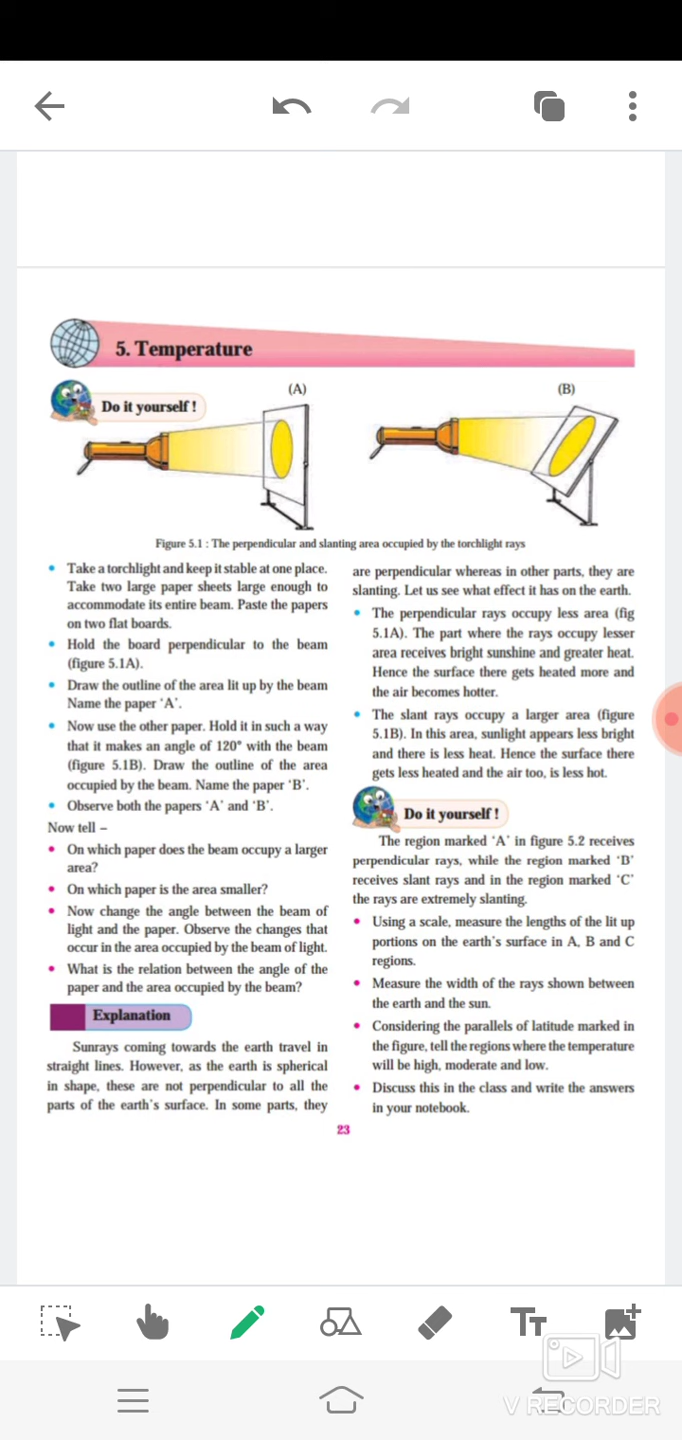 5. Temperature
Do it yourself !
(A)
(B)
Figure 5.1 : The perpendicular and slanting area occupied by the torchlight rays
• Take a torchlight and keep it stable at one place.
Take two large paper sheets large enough to
accommodate its entire beam. Paste the papers
on two flat boards.
• Hold the board perpendicular to the beam
(figure 5.1A).
• Draw the outline of the area lit up by the beam
Name the paper ‘A’.
• Now use the other paper. Hold it in such a way
that it makes an angle of 120° with the beam
(figure 5.1B). Draw the outline of the area
occupied by the beam. Name the paper ‘B’.
• Observe both the papers ‘A’ and ‘B’.
Now tell –
• On which paper does the beam occupy a larger
area?
• On which paper is the area smaller?
• Now change the angle between the beam of
light and the paper. Observe the changes that
occur in the area occupied by the beam of light.
• What is the relation between the angle of the
paper and the area occupied by the beam?
Explanation
Sunrays coming towards the earth travel in
straight lines. However, as the earth is spherical
in shape, these are not perpendicular to all the
parts of the earth’s surface. In some parts, they
are perpendicular whereas in other parts, they are
slanting. Let us see what effect it has on the earth.
• The perpendicular rays occupy less area (fig
5.1A). The part where the rays occupy lesser
area receives bright sunshine and greater heat.
Hence the surface there gets heated more and
the air becomes hotter.
• The slant rays occupy a larger area (figure
5.1B). In this area, sunlight appears less bright
and there is less heat. Hence the surface there
gets less heated and the air too, is less hot.
Do it yourself !
The region marked ‘A’ in figure 5.2 receives
perpendicular rays, while the region marked ‘B’
receives slant rays and in the region marked ‘C’
the rays are extremely slanting.
• Using a scale, measure the lengths of the lit up
portions on the earth’s surface in A, B and C
regions.
• Measure the width of the rays shown between
the earth and the sun.
• Considering the parallels of latitude marked in
the figure, tell the regions where the temperature
will be high, moderate and low.
• Discuss this in the class and write the answers
in your notebook.
23
TT
V RECORDER